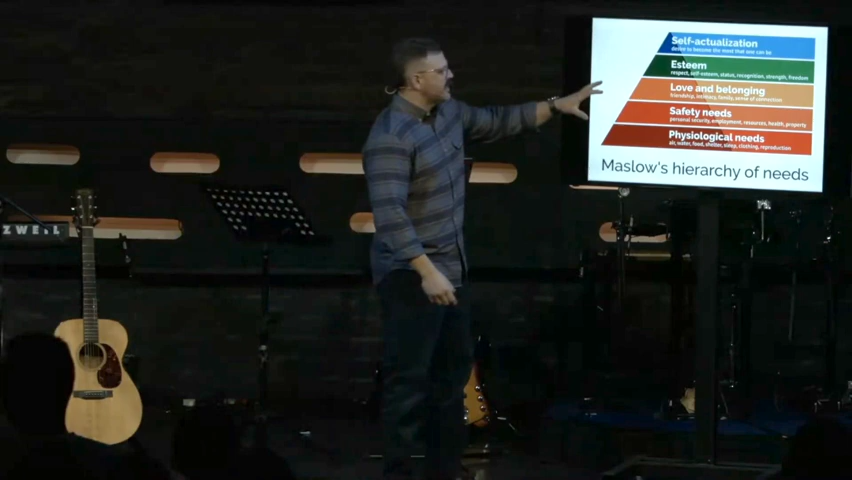 Self-actualization
desire to become the most that one can be
Esteem
respect, self-esteem, status, recognition, strength, freedom
Love and belonging
friendship, intimacy, family, sense of connection
Safety needs
personal security, employment, resources, health, property
Physiological needs
air, water, food, shelter, sleep, clothing, reproduction
Maslow's hierarchy of needs
ZWEIL